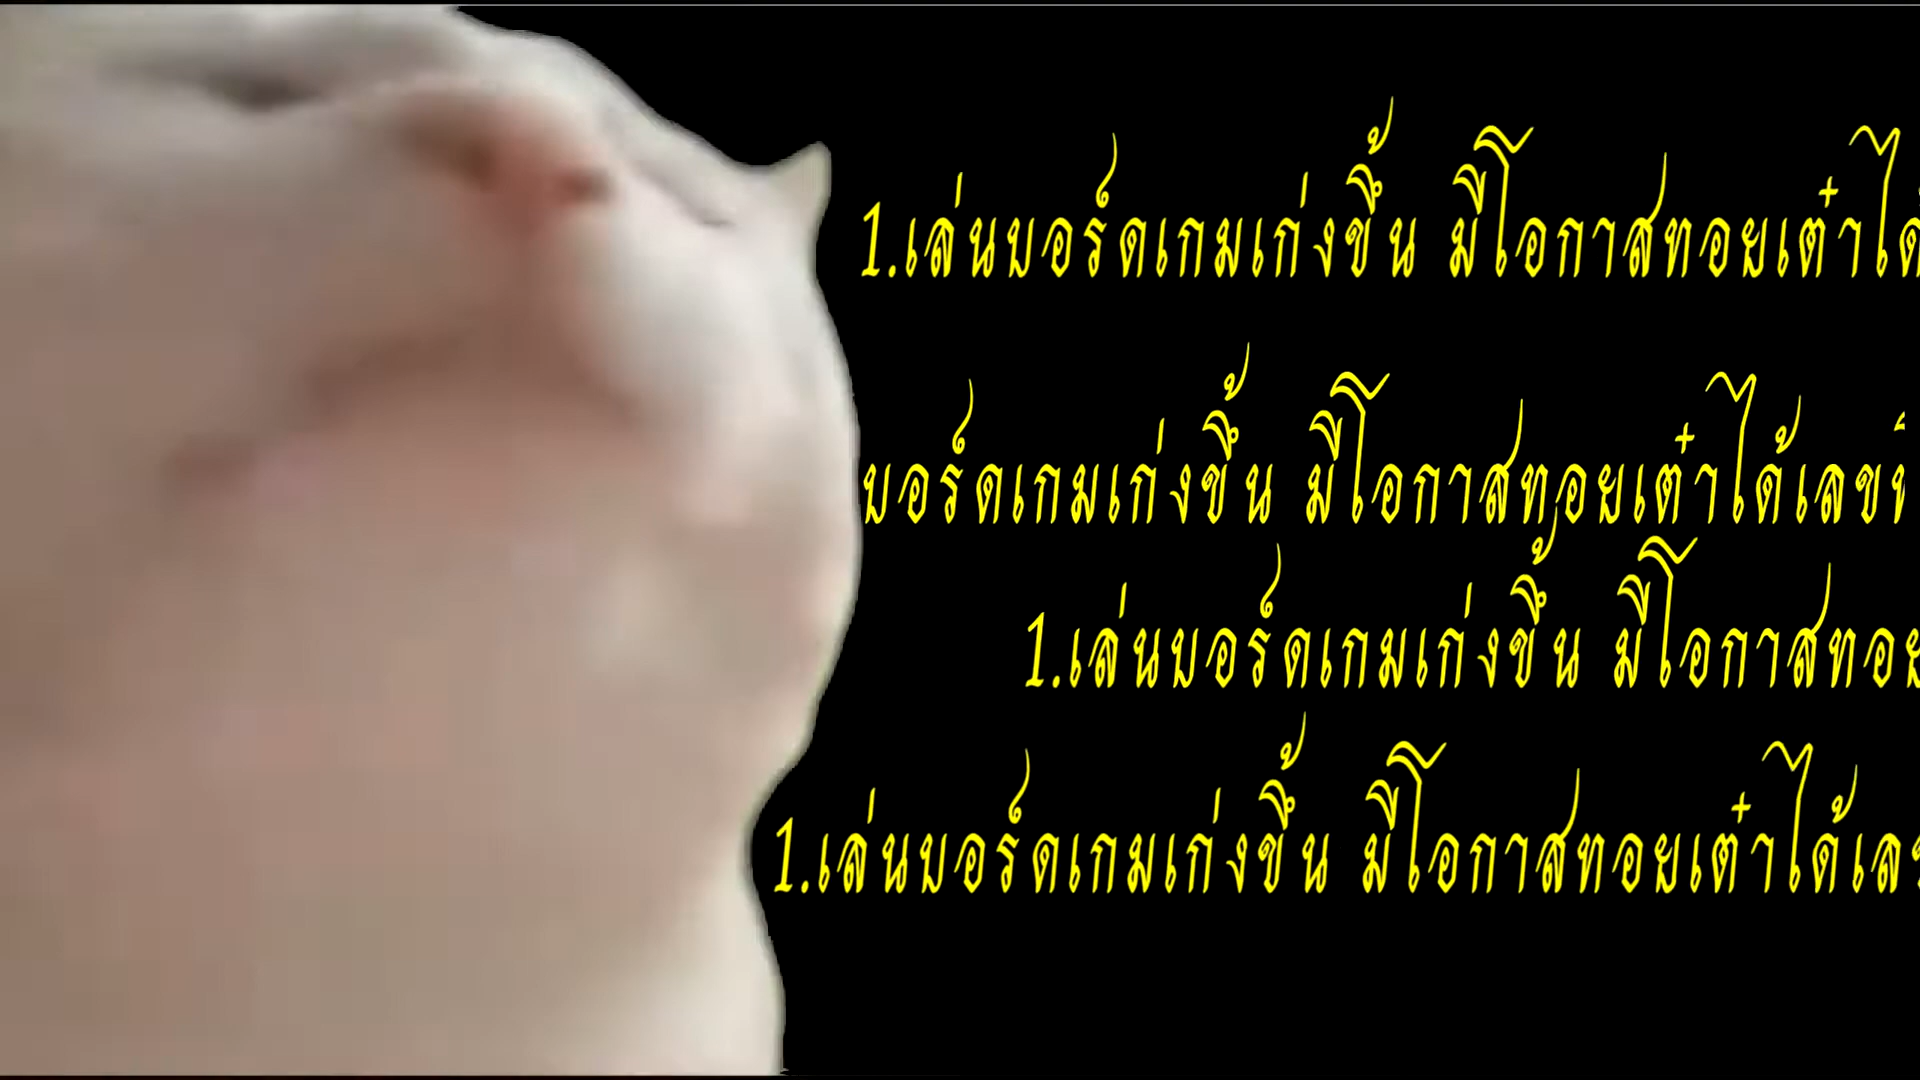 1.เล่นบอร์ดเกมเก่งขึ้น มีโอกาสทอยเต๋าได้
บอร์ดเกมเก่งขึ้น มีโอกาสทอยเต๋าได้เลข
1.เล่นบอร์ดเกมเก่งขึ้น มีโอกาสทอย
1.เล่นบอร์ดเกมเก่งขึ้น มีโอกาสทอยเต๋าได้เลข